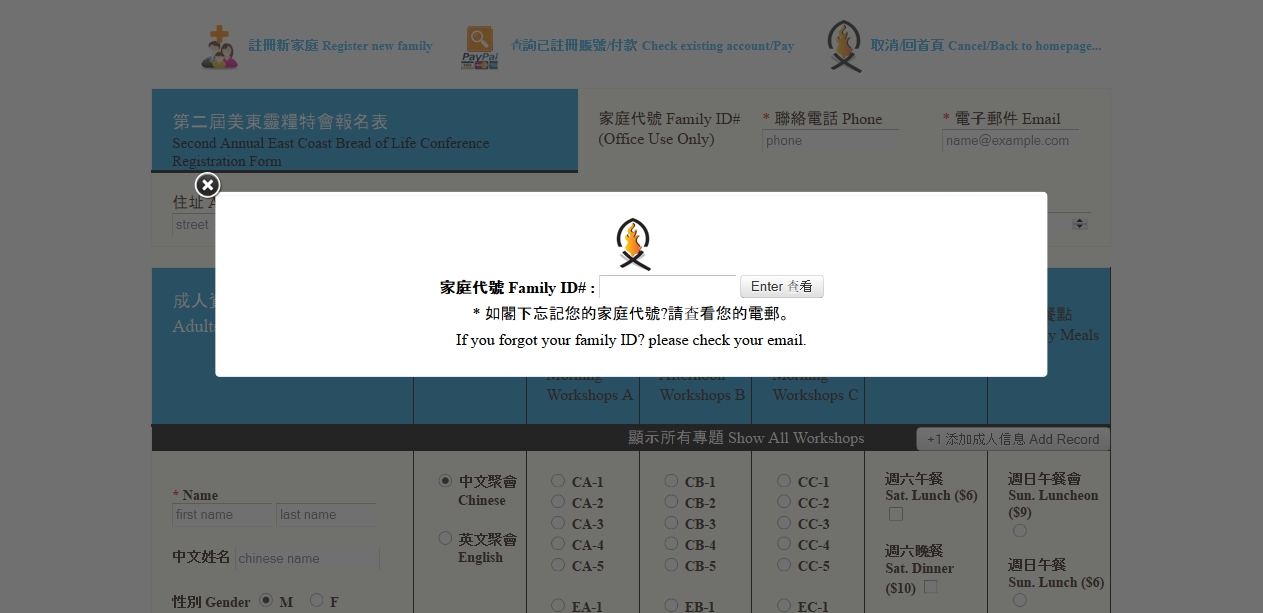 註冊新家庭 Register new family
查詢已註冊賬號/付款 Check existing account/Pay
PayPal
取消/回首頁 Cancel/Back to homepage...
第二屆美東靈糧特會報名表
Second Annual East Coast Bread of Life Conference
Registration Form
家庭代號 Family ID#
(Office Use Only)
* 聯絡電話 Phone
phone
* 電子郵件 Email
name@example.com
住址 A
street
家庭代號 Family ID# :
Enter 查看
* 如閣下忘記您的家庭代號?請查看您的電郵。
If you forgot your family ID? please check your email.
成人
Adult
餐點
y Meals
Morning
Workshops A
Afternoon
Workshops B
Morning
Workshops C
顯示所有專題 Show All Workshops
+1 添加成人信息 Add Record
* Name
first name
last name
中文姓名
chinese name
性別 Gender
M
F
中文聚會
Chinese
英文聚會
English
CA-1
CA-2
CA-3
CA-4
CA-5
EA-1
CB-1
CB-2
CB-3
CB-4
CB-5
EB-1
CC-1
CC-2
CC-3
CC-4
CC-5
EC-1
週六午餐
Sat. Lunch ($6)
週六晚餐
Sat. Dinner
($10)
週日午餐會
Sun. Luncheon
($9)
週日午餐
Sun. Lunch ($6)